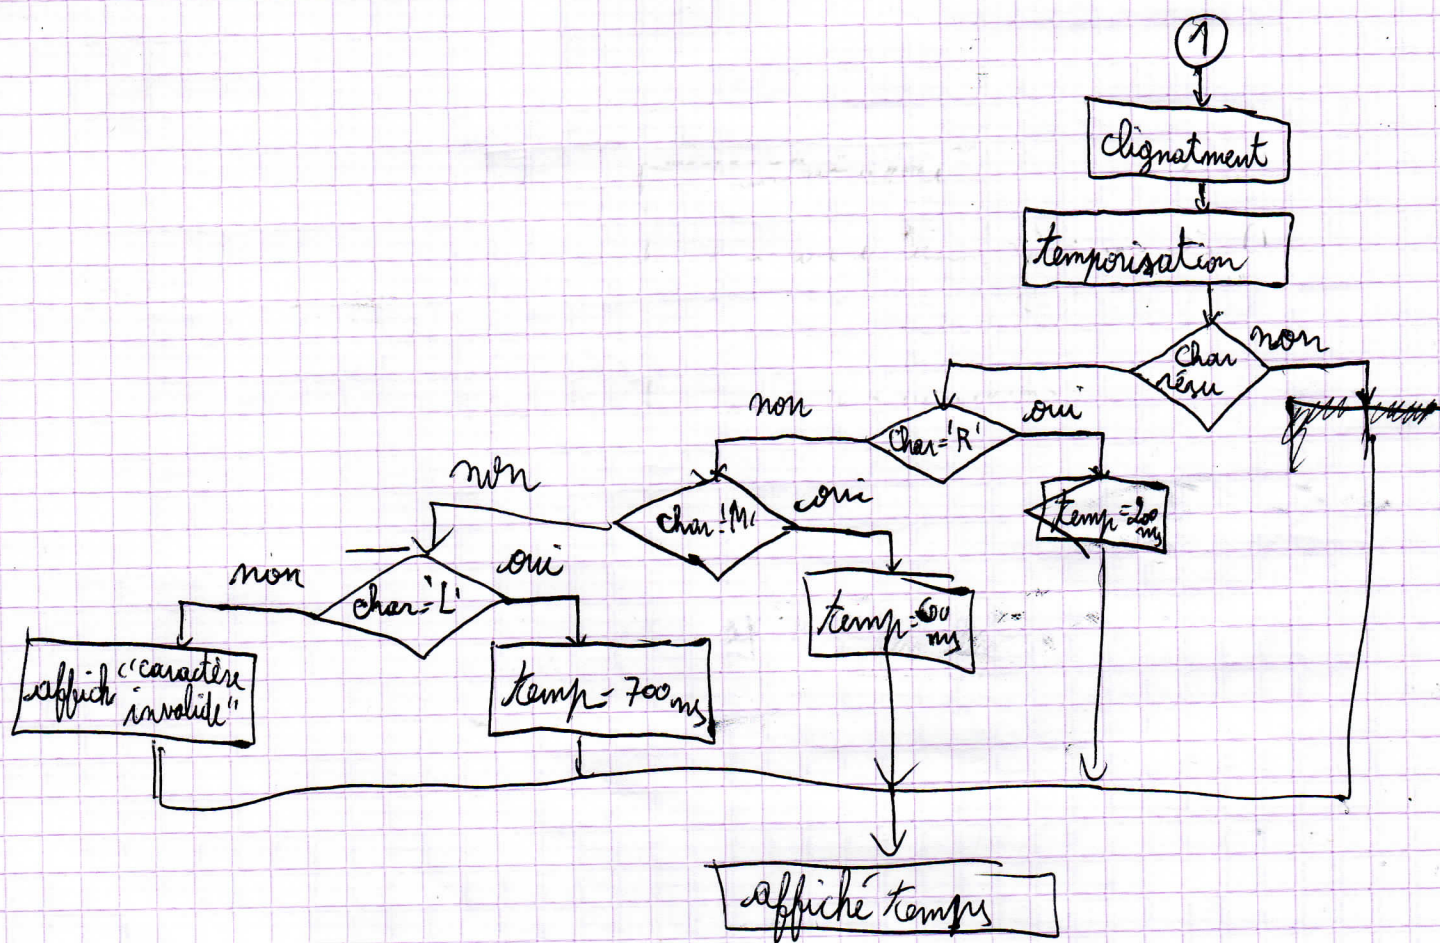 1
clignatment
temporisation
char
résu
non
non
char='R'
oui
non
char='M'
oui
temp=200
ms
non
char='L'
oui
temp=600
ms
affich "caractère
invalide"
temp=700ms
affiché temps